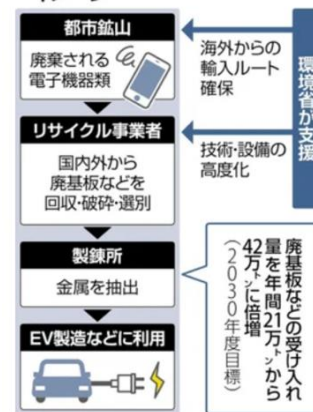 都市鉱山
廃棄される
電子機器類
海外からの
輸入ルート
確保
環境省が支援
リサイクル事業者
国内外から
廃基板などを
回収・破砕・選別
技術・設備の
高度化
製錬所
金属を抽出
廃基板などの受け入れ
量を年間21万トンから
42万トンに倍増
(2030年度目標)
EV製造などに利用